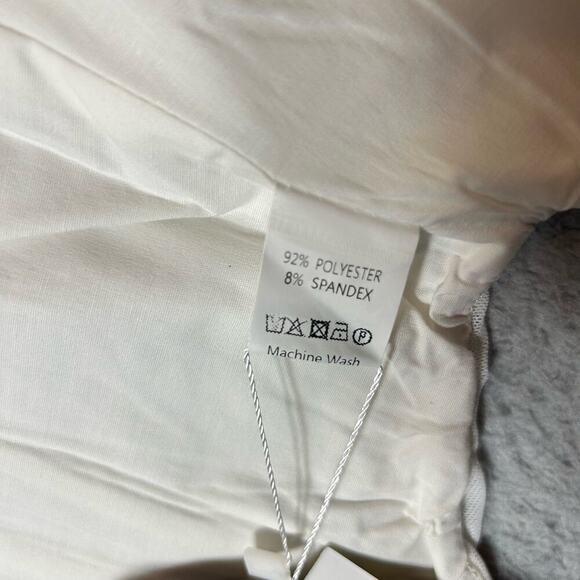 92% POLYESTER
8% SPANDEX
P
Machine Wash